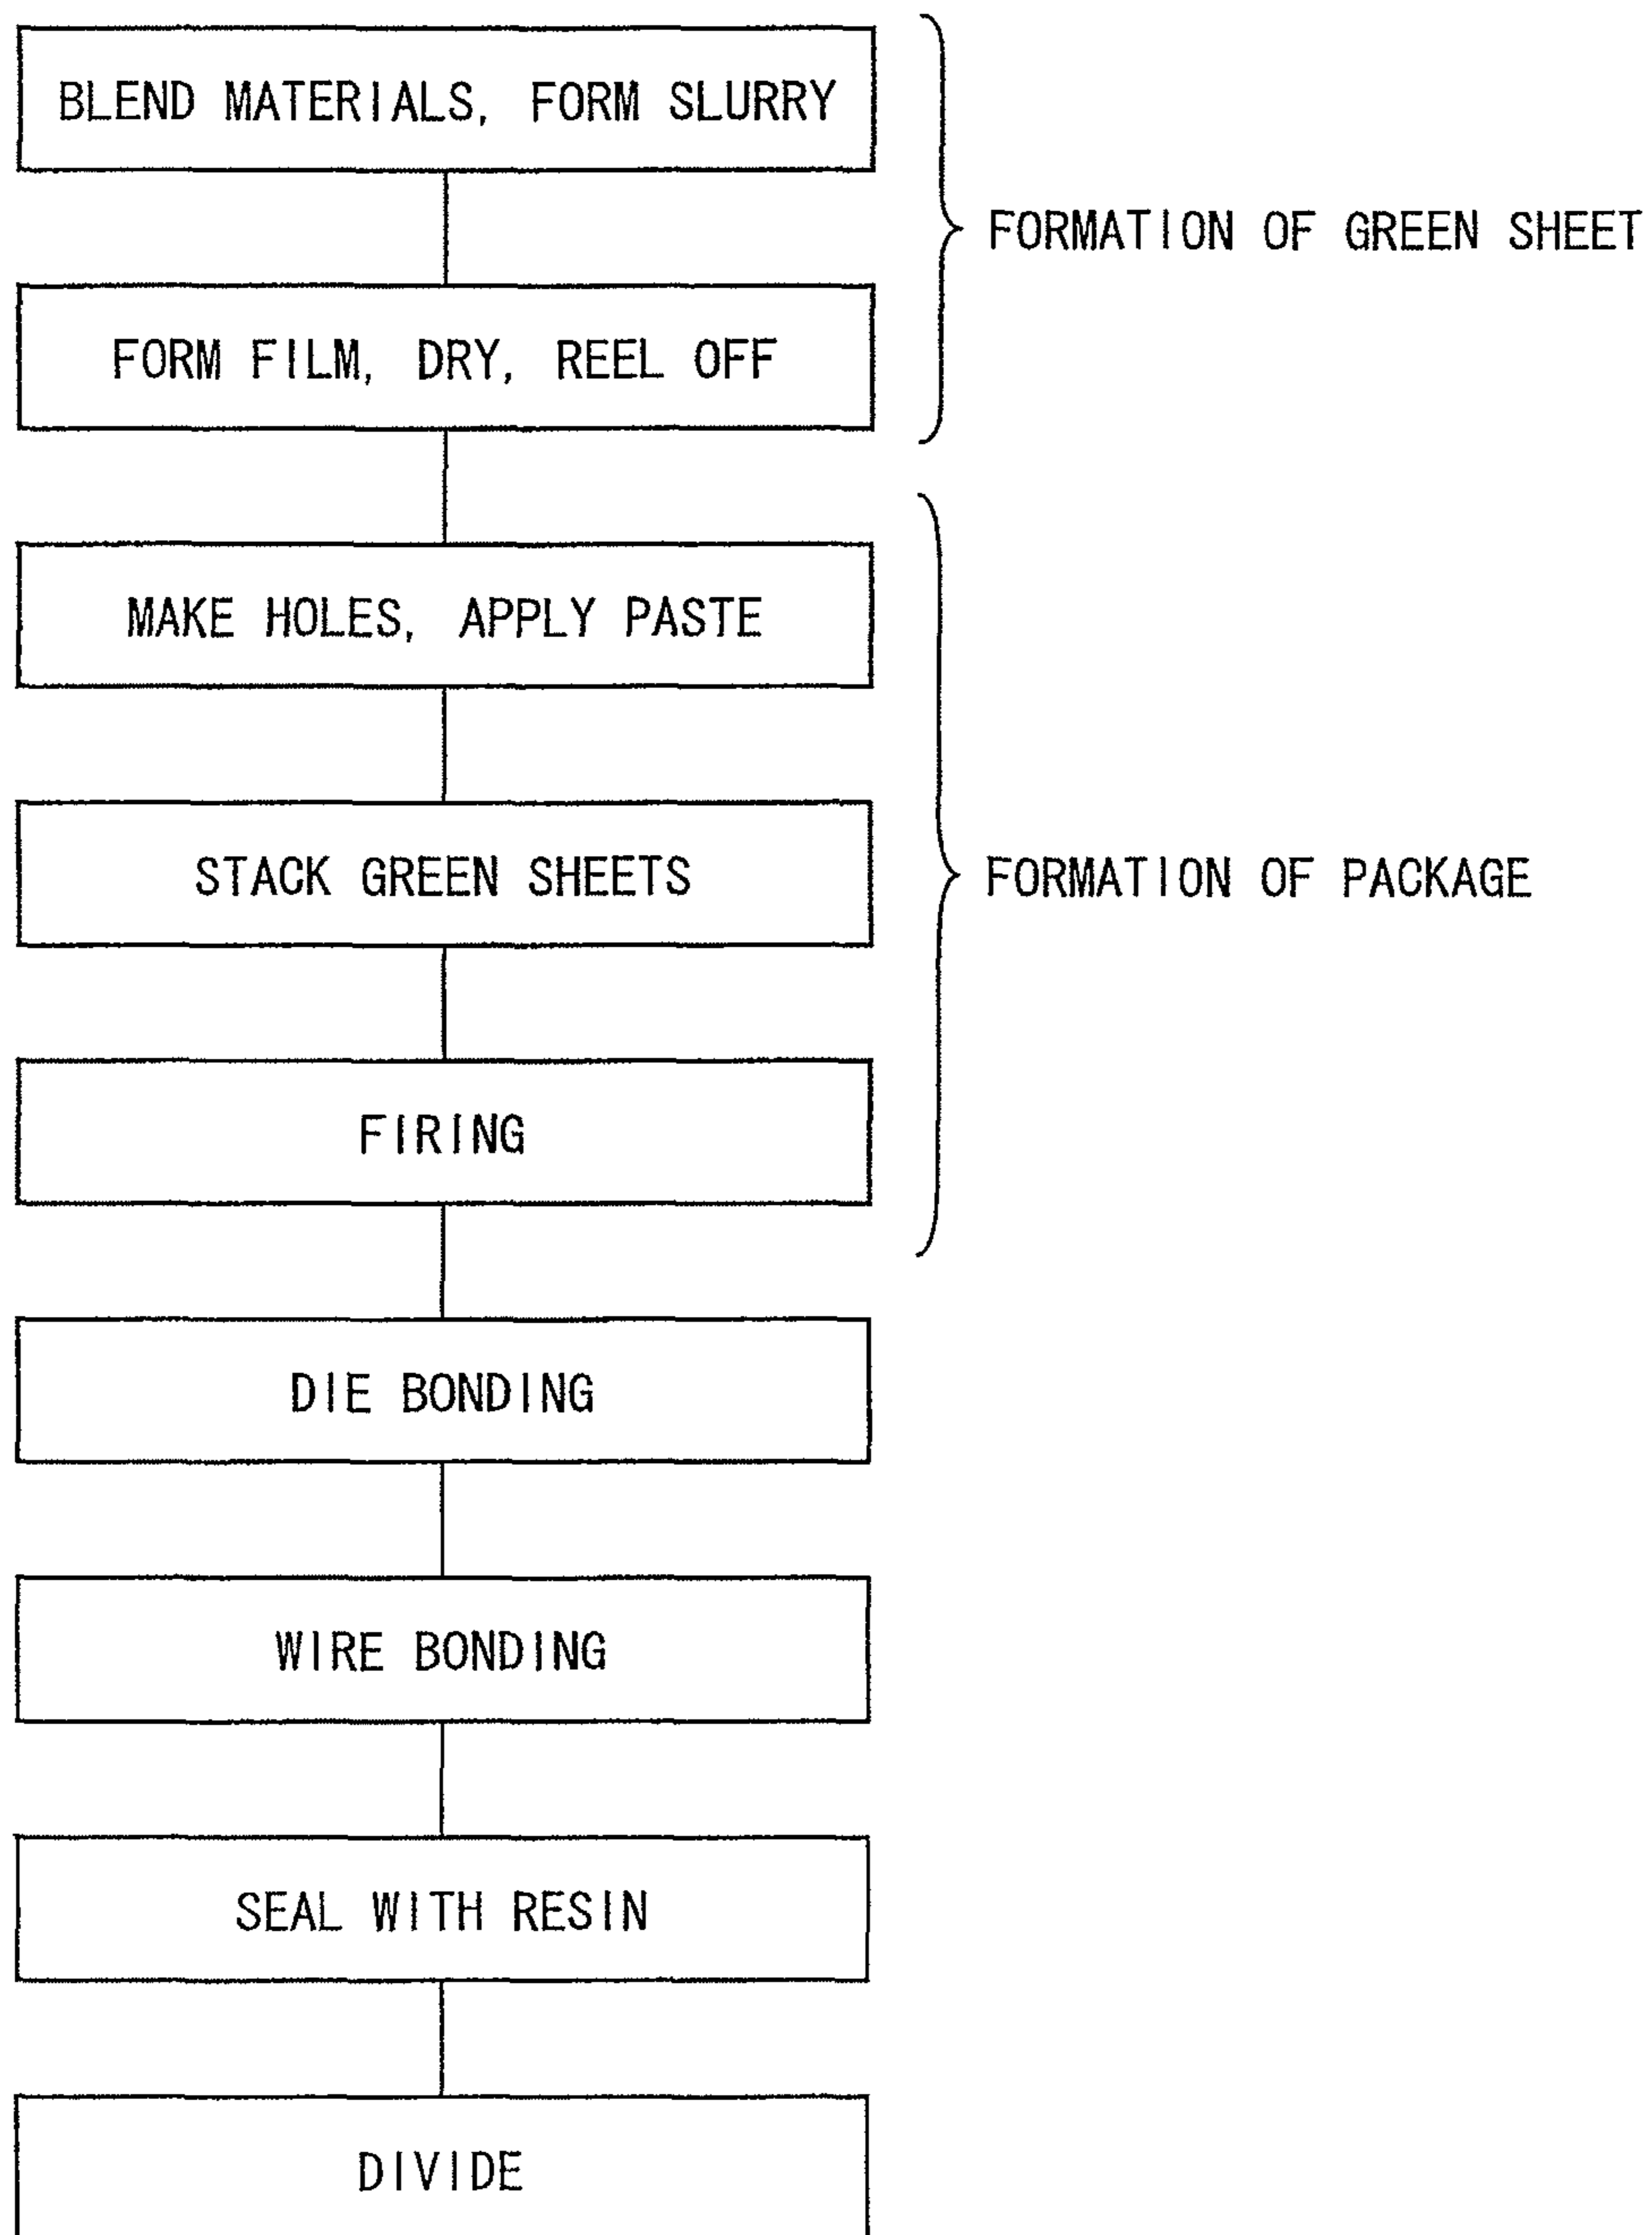 BLEND MATERIALS, FORM SLURRY
FORMATION OF GREEN SHEET
FORM FILM, DRY, REEL OFF
MAKE HOLES, APPLY PASTE
STACK GREEN SHEETS
FORMATION OF PACKAGE
FIRING
DIE BONDING
WIRE BONDING
SEAL WITH RESIN
DIVIDE